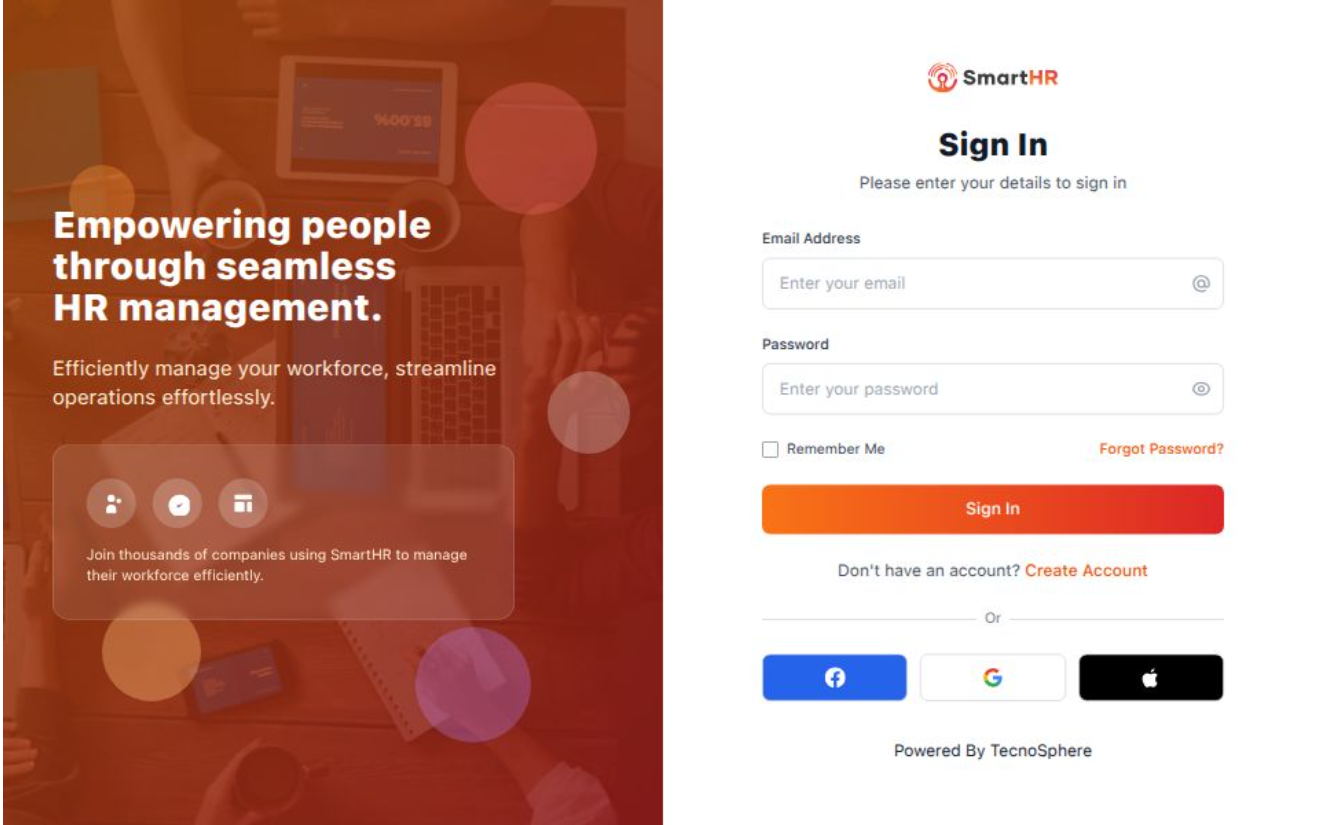 Empowering people
through seamless
HR management.
Efficiently manage your workforce, streamline
operations effortlessly.
Join thousands of companies using SmartHR to manage
their workforce efficiently.
85.00%
SmartHR
Sign In
Please enter your details to sign in
Email Address
Enter your email
Password
Enter your password
Remember Me
Forgot Password?
Sign In
Don't have an account? Create Account
Or
Powered By TecnoSphere